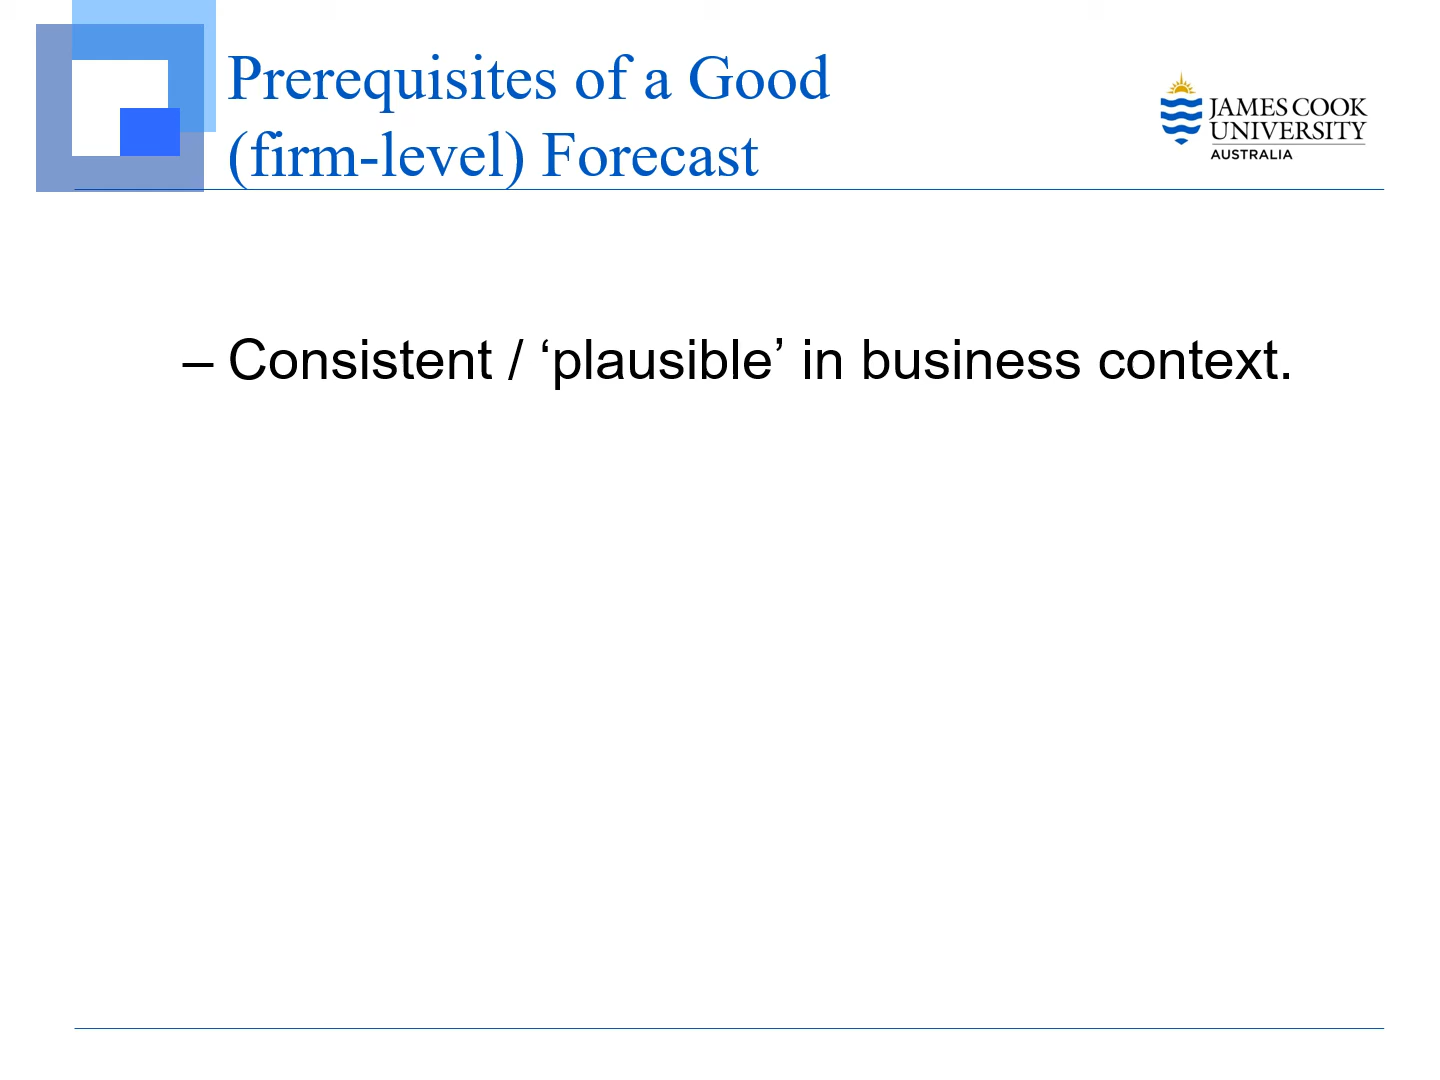 Prerequisites of a Good
(firm-level) Forecast
JAMES COOK
UNIVERSITY
AUSTRALIA
– Consistent / ‘plausible’ in business context.